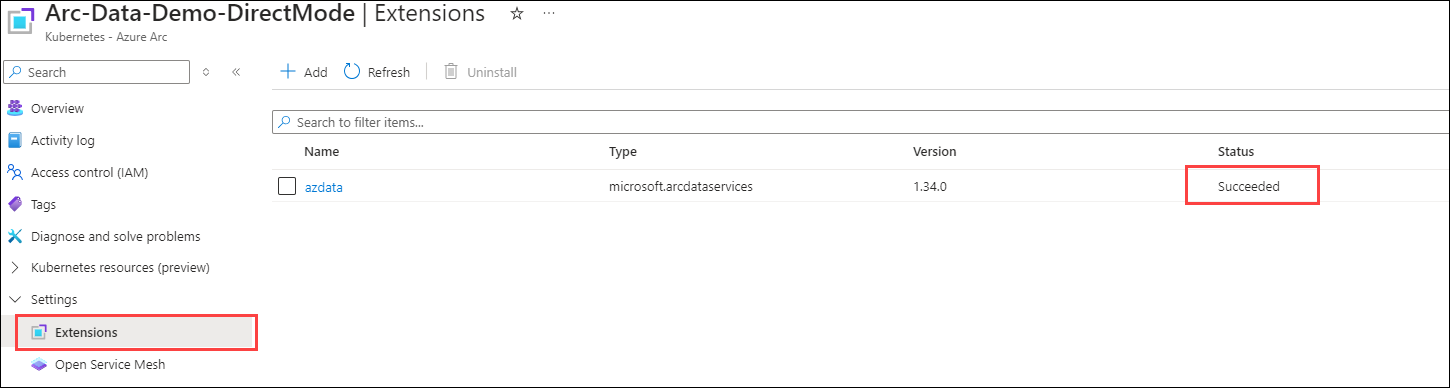 Arc-Data-Demo-DirectMode | Extensions ☆ ...
Kubernetes - Azure Arc
Search
Add Refresh Uninstall
Overview
Activity log
Access control (IAM)
Tags
Diagnose and solve problems
Kubernetes resources (preview)
Settings
Extensions
Open Service Mesh
Search to filter items...
Name Type Version Status
azdata microsoft.arcdataservices 1.34.0 Succeeded